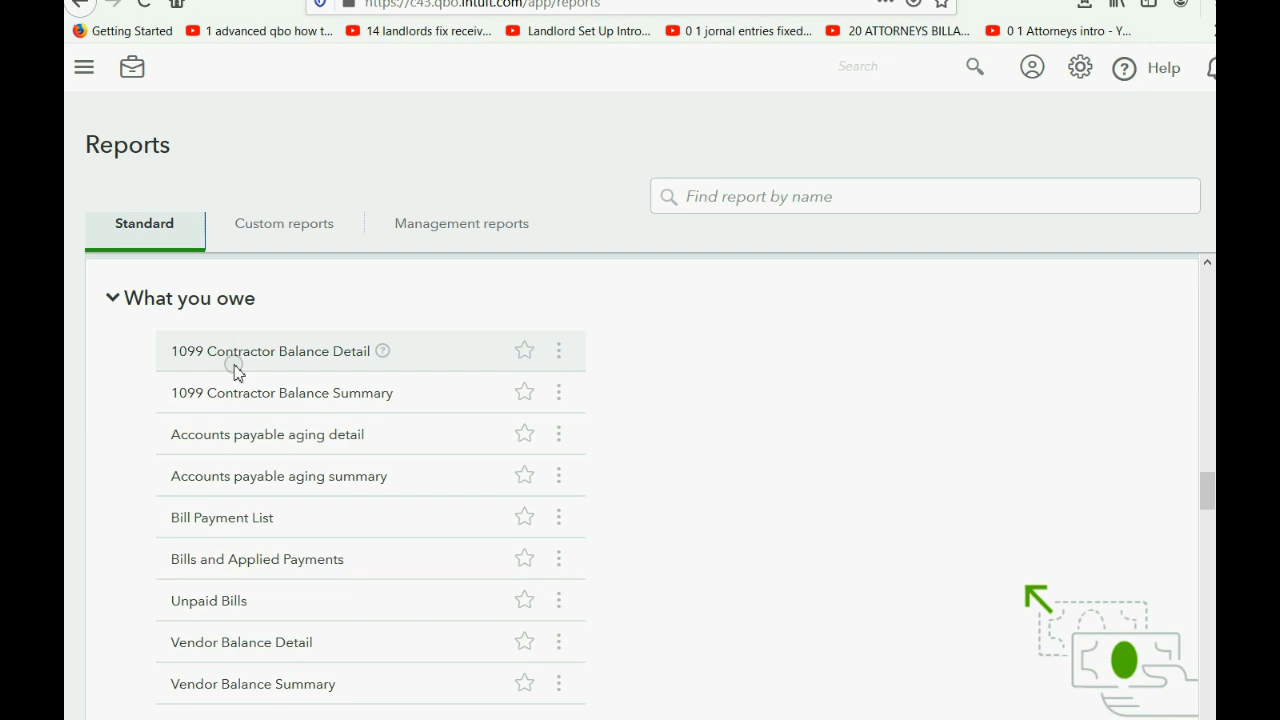 https://c43.qbo.intuit.com/app/reports
Getting Started 1 advanced qbo how t... 14 landlords fix receiv... Landlord Set Up Intro... 0 1 jornal entries fixed... 20 ATTORNEYS BILLA... 0 1 Attorneys intro - Y...
Search Help
Reports
Find report by name
Standard Custom reports Management reports
What you owe
1099 Contractor Balance Detail
1099 Contractor Balance Summary
Accounts payable aging detail
Accounts payable aging summary
Bill Payment List
Bills and Applied Payments
Unpaid Bills
Vendor Balance Detail
Vendor Balance Summary